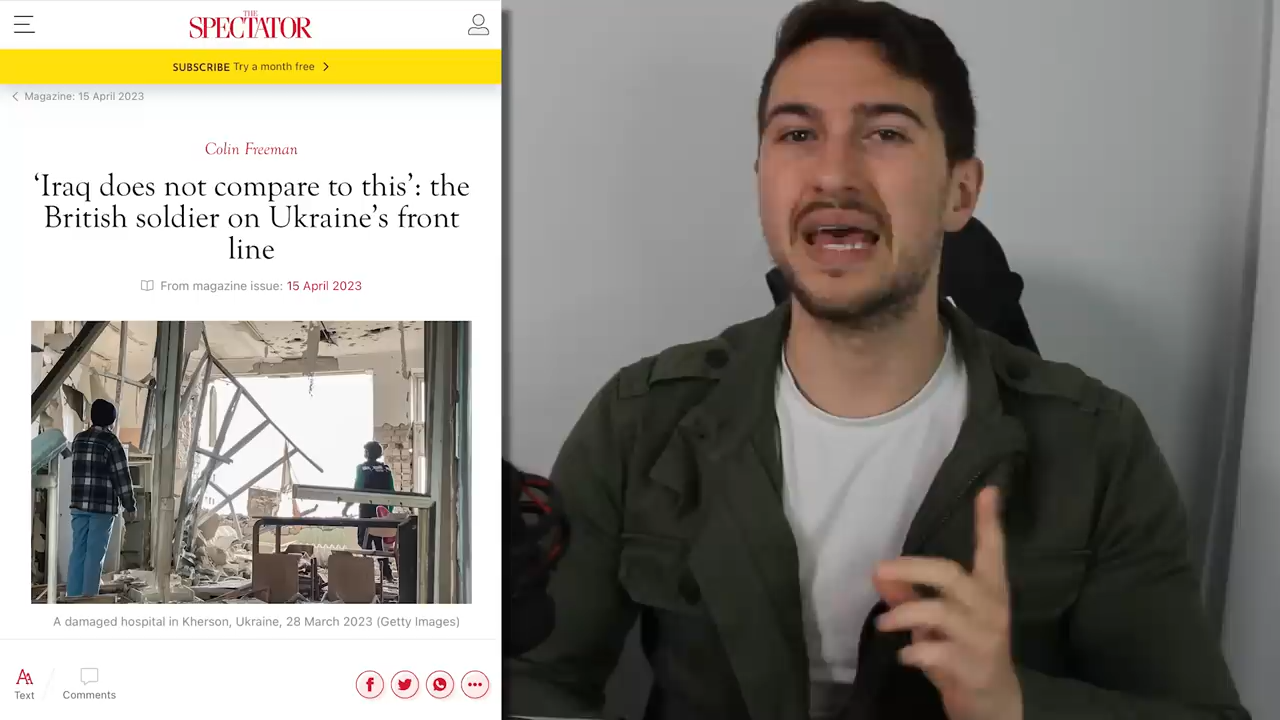 THE
SPECTATOR
SUBSCRIBE Try a month free
Magazine: 15 April 2023
Colin Freeman
‘Iraq does not compare to this’: the
British soldier on Ukraine’s front
line
From magazine issue: 15 April 2023
A damaged hospital in Kherson, Ukraine, 28 March 2023 (Getty Images)
AA
Text
Comments